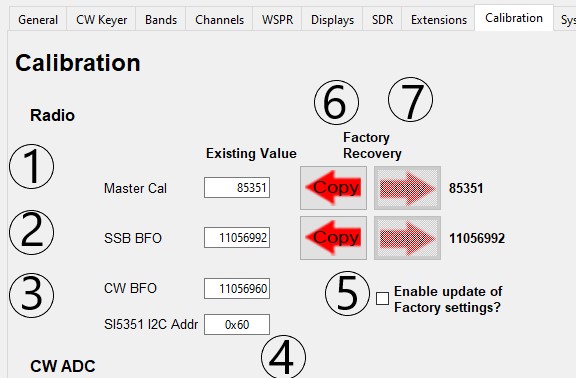 General CW Keyer Bands Channels WSPR Displays SDR Extensions Calibration Sys
Calibration
6 7
Radio
Factory
Existing Value Recovery
1
Master Cal 85351 Copy 85351
2
SSB BFO 11056992 Copy 11056992
3 CW BFO 11056960 5 Enable update of
Factory settings?
SI5351 I2C Addr 0x60
4
CW ADC